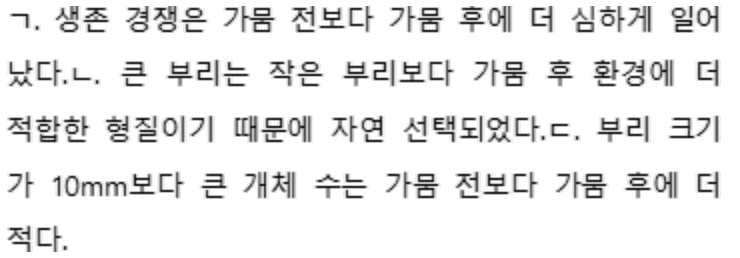 ㄱ. 생존 경쟁은 가뭄 전보다 가뭄 후에 더 심하게 일어
났다.ㄴ. 큰 부리는 작은 부리보다 가뭄 후 환경에 더
적합한 형질이기 때문에 자연 선택되었다.ㄷ. 부리 크기
가 10mm보다 큰 개체 수는 가뭄 전보다 가뭄 후에 더
적다.